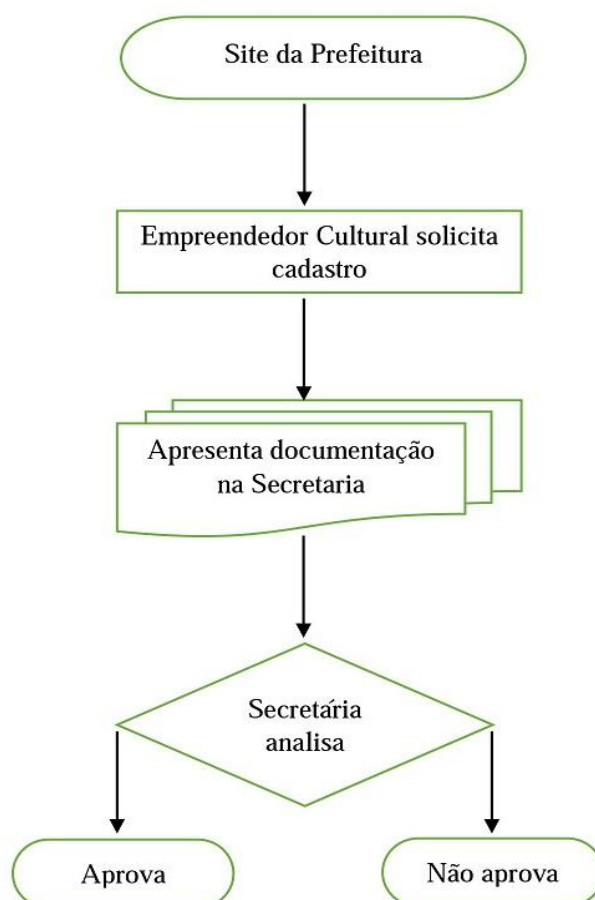 Site da Prefeitura
Empreendedor Cultural solicita
cadastro
Apresenta documentação
na Secretaria
Secretária
analisa
Aprova
Não aprova